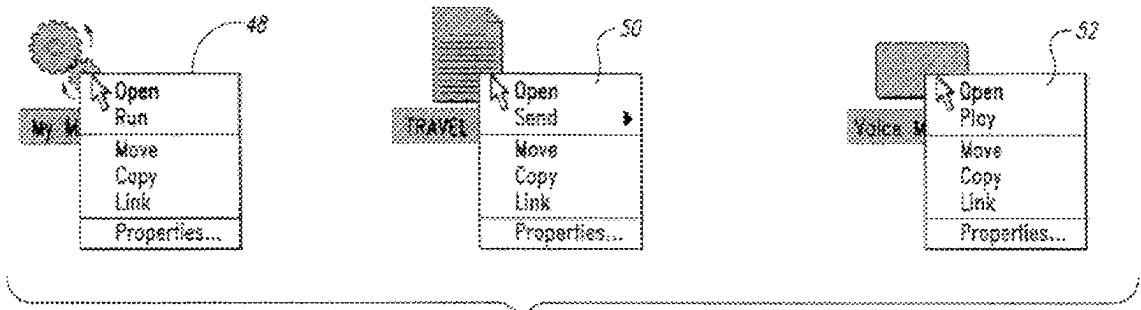 48
Open
Run
My M
Move
Copy
Link
Properties...
50
Open
Send
TRAVEL
Move
Copy
Link
Properties...
52
Open
Play
Voice M
Move
Copy
Link
Properties...